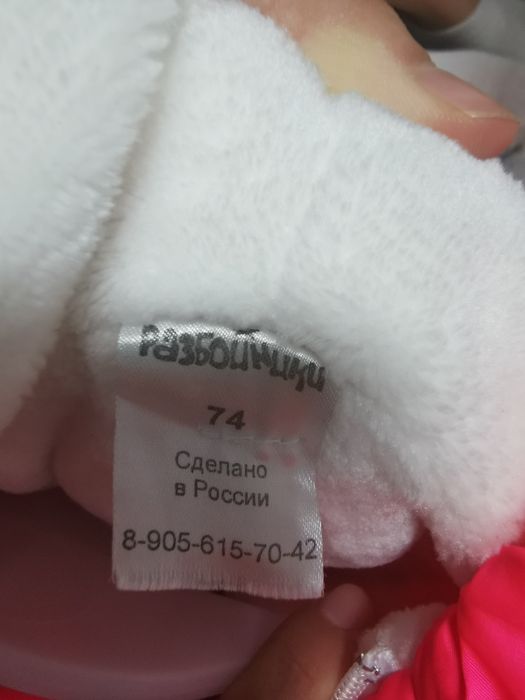 Разбойники
74
Сделано
в России
8-905-615-70-42